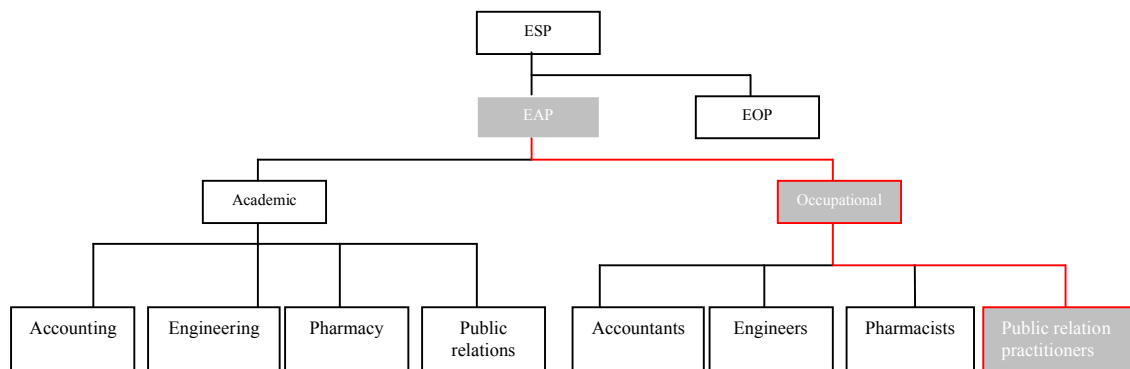 ESP
EAP
EOP
Academic
Occupational
Accounting
Engineering
Pharmacy
Public
relations
Accountants
Engineers
Pharmacists
Public relation
practitioners